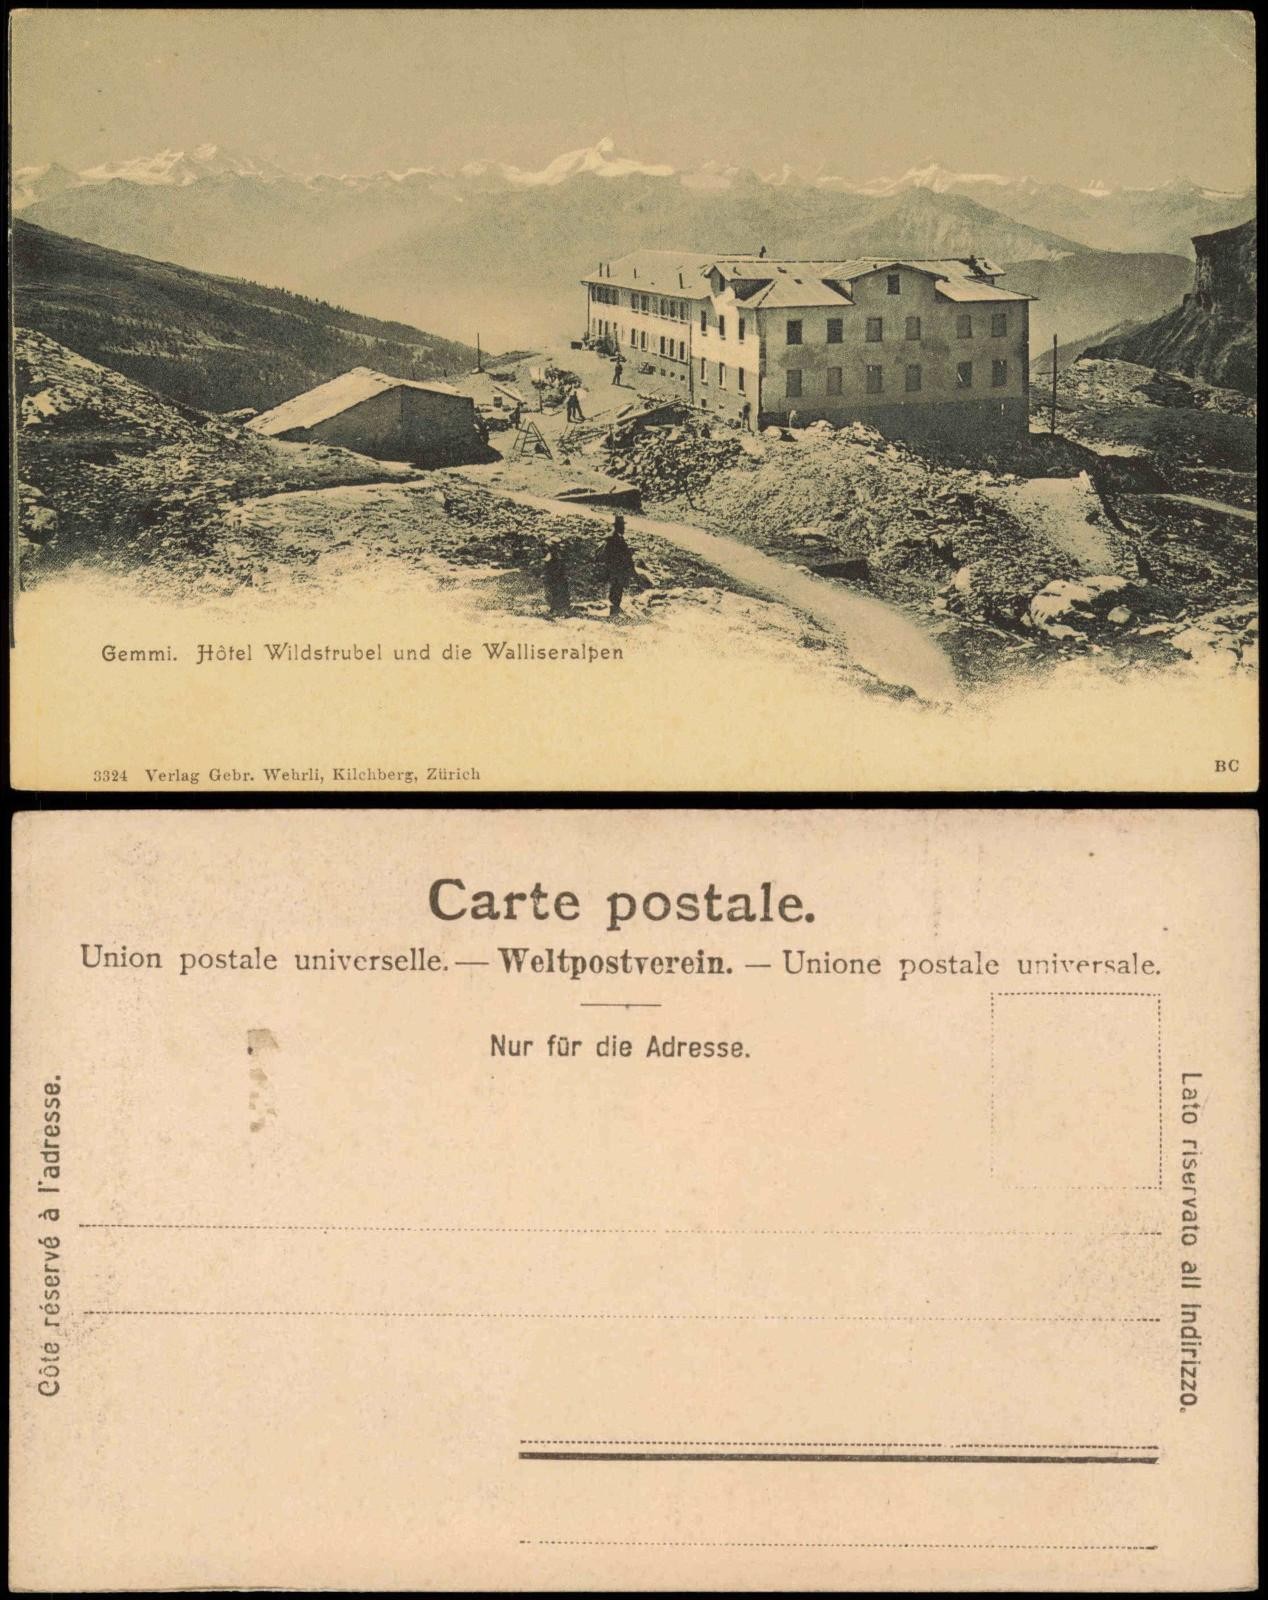 Gemmi. Hôtel Wildstrubel und die Walliseralpen
3324 Verlag Gebr. Wehrli, Kilchberg, Zürich
BC
Carte postale.
Union postale universelle. — Weltpostverein. — Unione postale universale.
Nur für die Adresse.
Côté réservé à l'adresse.
Lato riservato all Indirizzo.